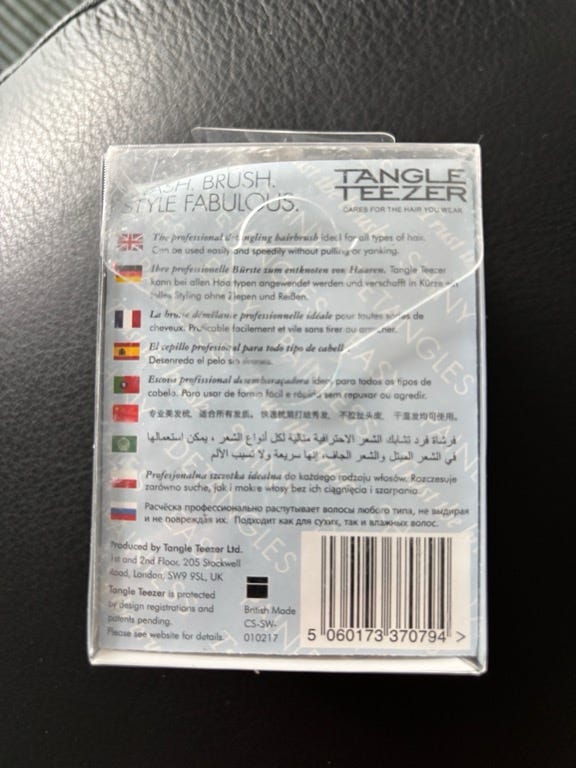 WASH, BRUSH,
STYLE FABULOUS.
TANGLE
TEEZER
CARES FOR THE HAIR YOU WEAR
The professional detangling hairbrush ideal for all types of hair.
Can be used easily and speedily without pulling or yanking.
Ihre professionelle Bürste zum entknoten von Haaren. Tangle Teezer
kann bei allen Haartypen angewendet werden und verschafft in Kürze ein
tolles Styling ohne Ziepen und Reißen.
La brosse démêlante professionnelle idéale pour toutes sortes de
cheveux. Praticable facilement et vite sans tirer ou arracher.
El cepillo profesional para todo tipo de cabello.
Desenreda el pelo sin
Escova profissional desembaraçadora ideal para todos os tipos de
cabelo. Para usar de forma fácil e rápida sem repuxar ou agredir.
专业美发梳，适合所有发质。快速梳顺打结秀发，不拉扯头皮，干湿发均可使用。
فرشاة فرد تشابك الشعر الاحترافية مثالية لكل أنواع الشعر ، يمكن استعمالها
في الشعر المبتل والشعر الجاف، إنها سريعة ولا تسبب الألم
Profesjonalna szczotka idealna do każdego rodzaju włosów. Rozczesuje
zarówno suche, jak i mokre włosy bez ich ciągnięcia i szarpania.
Расчёска профессионально распутывает волосы любого типа, не выдирая
и не повреждая их. Подходит как для сухих, так и влажных волос.
Produced by Tangle Teezer Ltd.
1st and 2nd Floor, 205 Stockwell
Road, London, SW9 9SL, UK
Tangle Teezer is protected
by design registrations and
patents pending.
Please see website for details.
British Made
CS-SW-
010217
5 060173 370794 >